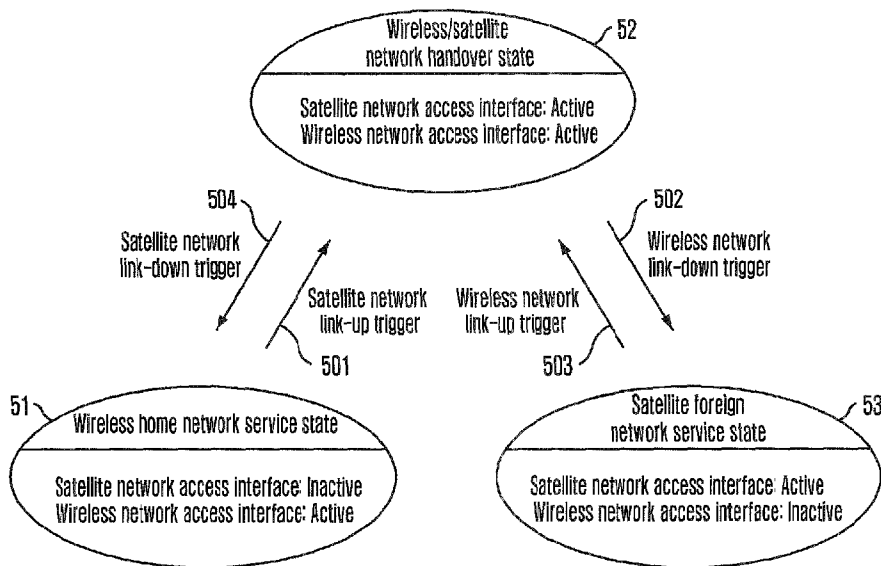 Wireless/satellite
network handover state
52
Satellite network access interface: Active
Wireless network access interface: Active
504
Satellite network
link-down trigger
502
Wireless network
link-down trigger
Satellite network
link-up trigger
501
Wireless network
link-up trigger
503
51
Wireless home network service state
Satellite network access interface: Inactive
Wireless network access interface: Active
Satellite foreign
network service state
53
Satellite network access interface: Active
Wireless network access interface: Inactive